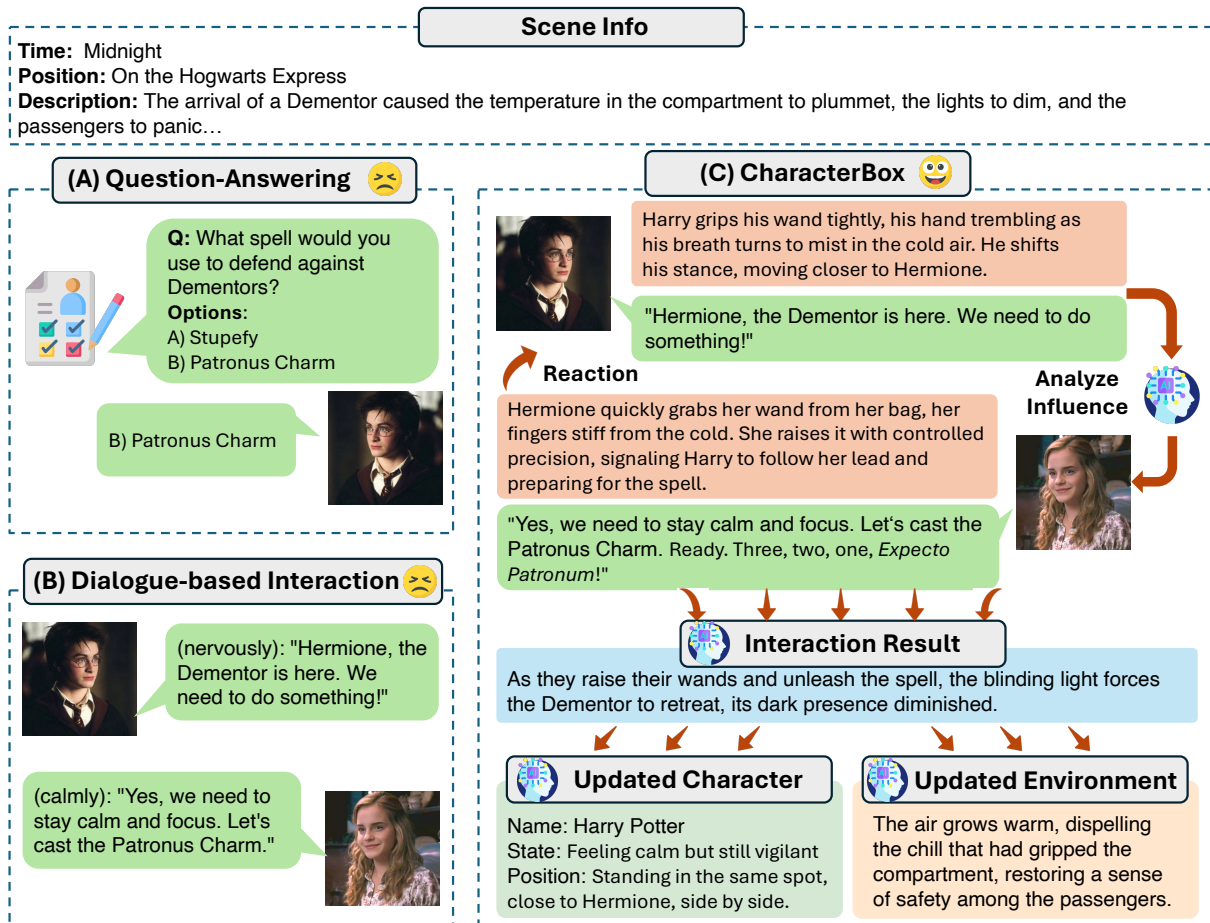 Scene Info
Time: Midnight
Position: On the Hogwarts Express
Description: The arrival of a Dementor caused the temperature in the compartment to plummet, the lights to dim, and the
passengers to panic…
(A) Question-Answering
Q: What spell would you
use to defend against
Dementors?
Options:
A) Stupefy
B) Patronus Charm
B) Patronus Charm
(B) Dialogue-based Interaction
(nervously): "Hermione, the
Dementor is here. We
need to do something!"
(calmly): "Yes, we need to
stay calm and focus. Let's
cast the Patronus Charm."
(C) CharacterBox
Harry grips his wand tightly, his hand trembling as
his breath turns to mist in the cold air. He shifts
his stance, moving closer to Hermione.
"Hermione, the Dementor is here. We need to do
something!"
Reaction
Analyze
Influence
AI
Hermione quickly grabs her wand from her bag, her
fingers stiff from the cold. She raises it with controlled
precision, signaling Harry to follow her lead and
preparing for the spell.
"Yes, we need to stay calm and focus. Let‘s cast the
Patronus Charm. Ready. Three, two, one, Expecto
Patronum!"
AI
Interaction Result
As they raise their wands and unleash the spell, the blinding light forces
the Dementor to retreat, its dark presence diminished.
AI
Updated Character
Name: Harry Potter
State: Feeling calm but still vigilant
Position: Standing in the same spot,
close to Hermione, side by side.
AI
Updated Environment
The air grows warm, dispelling
the chill that had gripped the
compartment, restoring a sense
of safety among the passengers.